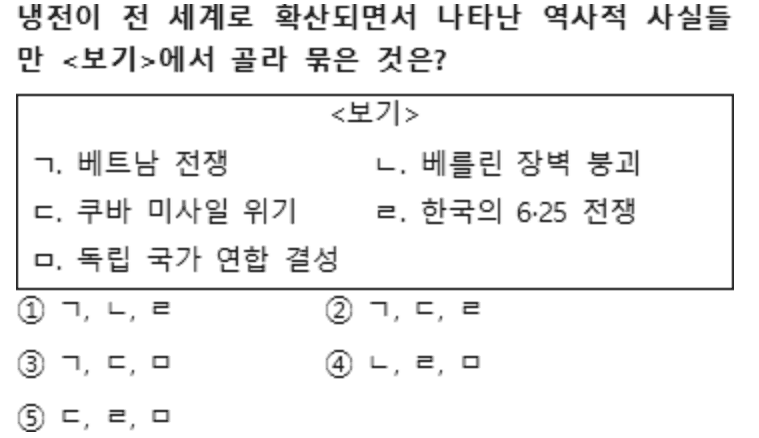 냉전이 전 세계로 확산되면서 나타난 역사적 사실들
만 <보기>에서 골라 묶은 것은?
<보기>
ㄱ. 베트남 전쟁 ㄴ. 베를린 장벽 붕괴
ㄷ. 쿠바 미사일 위기 ㄹ. 한국의 6·25 전쟁
ㅁ. 독립 국가 연합 결성
① ㄱ, ㄴ, ㄹ ② ㄱ, ㄷ, ㄹ
③ ㄱ, ㄷ, ㅁ ④ ㄴ, ㄹ, ㅁ
⑤ ㄷ, ㄹ, ㅁ